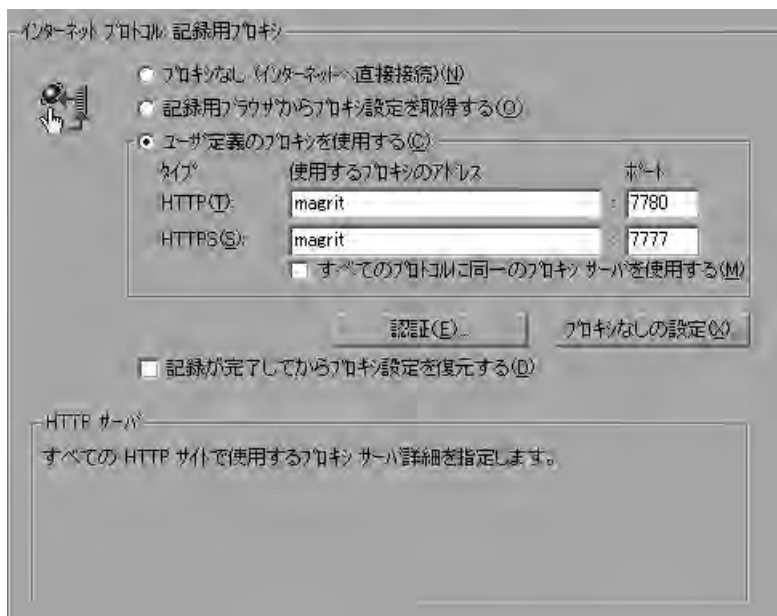 インターネット プロトコル: 記録用プロキシ
プロキシなし (インターネットへ直接接続)(N)
記録用ブラウザからプロキシ設定を取得する(O)
ユーザ定義のプロキシを使用する(C)
タイプ 使用するプロキシのアドレス ポート
HTTP(T): magrit : 7780
HTTPS(S): magrit : 7777
すべてのプロトコルに同一のプロキシ サーバを使用する(M)
認証(E)... プロキシなしの設定(X)
記録が完了してからプロキシ設定を復元する(D)
HTTP サーバ
すべての HTTP サイトで使用するプロキシ サーバ詳細を指定します。